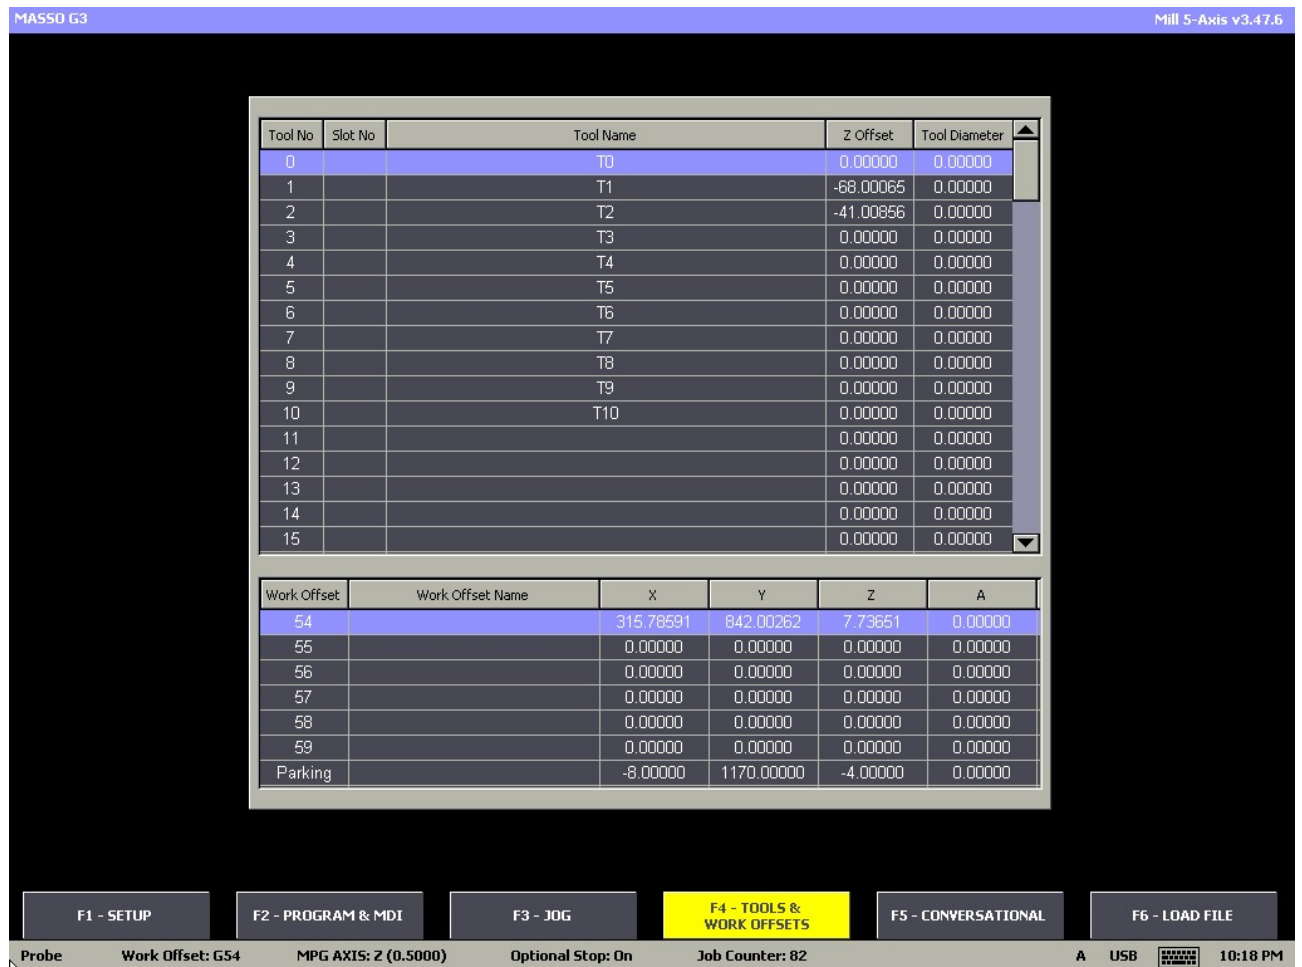 MASSO G3 Mill 5-Axis v3.47.6
Tool No Slot No Tool Name Z Offset Tool Diameter
0 T0 0.00000 0.00000
1 T1 -68.00065 0.00000
2 T2 -41.00856 0.00000
3 T3 0.00000 0.00000
4 T4 0.00000 0.00000
5 T5 0.00000 0.00000
6 T6 0.00000 0.00000
7 T7 0.00000 0.00000
8 T8 0.00000 0.00000
9 T9 0.00000 0.00000
10 T10 0.00000 0.00000
11 0.00000 0.00000
12 0.00000 0.00000
13 0.00000 0.00000
14 0.00000 0.00000
15 0.00000 0.00000
Work Offset Work Offset Name X Y Z A
54 315.78591 842.00262 7.73651 0.00000
55 0.00000 0.00000 0.00000 0.00000
56 0.00000 0.00000 0.00000 0.00000
57 0.00000 0.00000 0.00000 0.00000
58 0.00000 0.00000 0.00000 0.00000
59 0.00000 0.00000 0.00000 0.00000
Parking -8.00000 1170.00000 -4.00000 0.00000
F1 - SETUP F2 - PROGRAM & MDI F3 - JOG F4 - TOOLS & WORK OFFSETS F5 - CONVERSATIONAL F6 - LOAD FILE
Probe Work Offset: G54 MPG AXIS: Z (0.5000) Optional Stop: On Job Counter: 82 A USB 10:18 PM